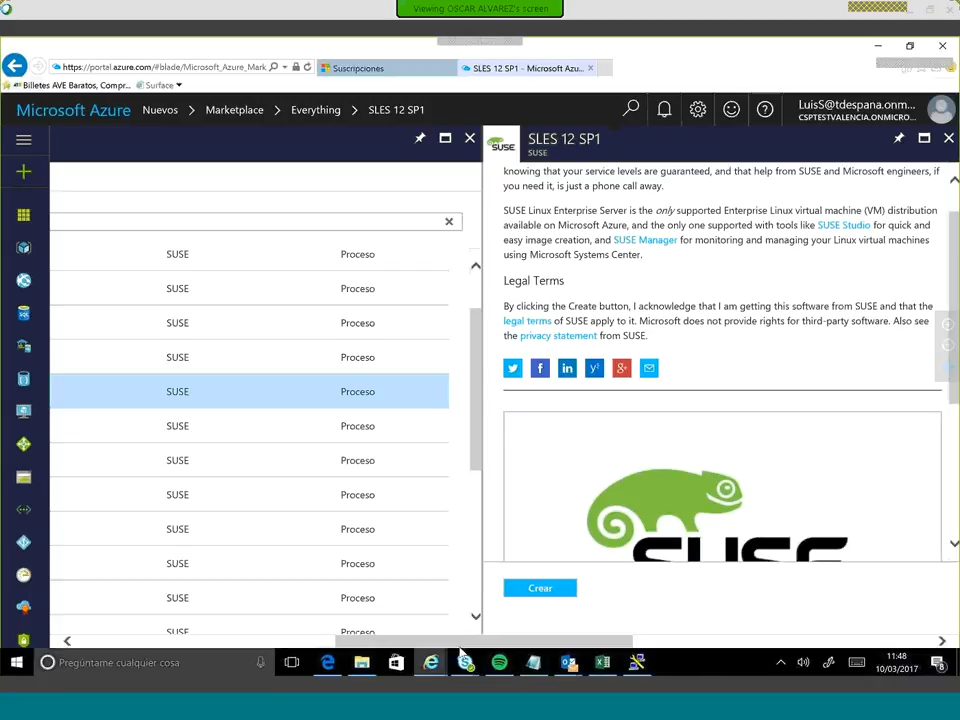 Viewing OSCAR ALVAREZ's screen
https://portal.azure.com/#blade/Microsoft_Azure_Mark
Suscripciones
SLES 12 SP1 - Microsoft Azu...
Billetes AVE Baratos, Compr...
Surface
Microsoft Azure
Nuevos
Marketplace
Everything
SLES 12 SP1
LuisS@tdespana.onm...
CSPTESTVALENCIA.ONMICRO...
SUSE
SLES 12 SP1
SUSE
knowing that your service levels are guaranteed, and that help from SUSE and Microsoft engineers, if
you need it, is just a phone call away.
SUSE Linux Enterprise Server is the only supported Enterprise Linux virtual machine (VM) distribution
available on Microsoft Azure, and the only one supported with tools like SUSE Studio for quick and
easy image creation, and SUSE Manager for monitoring and managing your Linux virtual machines
using Microsoft Systems Center.
Legal Terms
By clicking the Create button, I acknowledge that I am getting this software from SUSE and that the
legal terms of SUSE apply to it. Microsoft does not provide rights for third-party software. Also see
the privacy statement from SUSE.
SUSE
Crear
SUSE Proceso
SUSE Proceso
SUSE Proceso
SUSE Proceso
SUSE Proceso
SUSE Proceso
SUSE Proceso
SUSE Proceso
SUSE Proceso
SUSE Proceso
SUSE Proceso
SUSE Proceso
Pregúntame cualquier cosa
11:48
10/03/2017